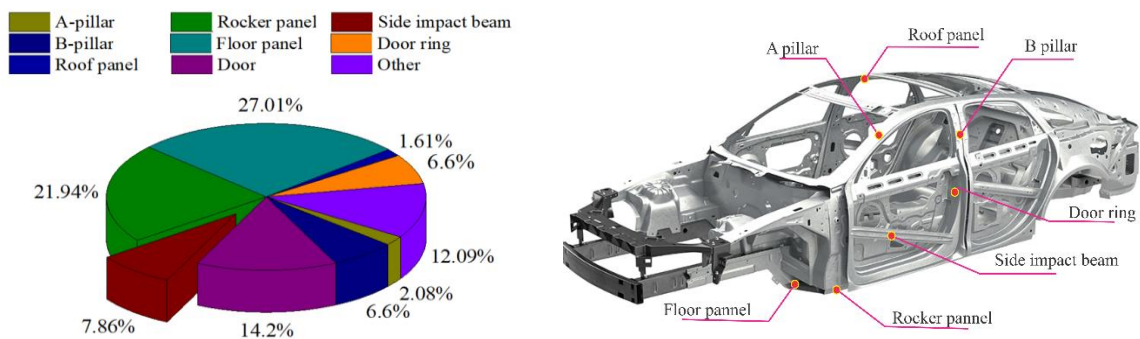 A-pillar
Rocker panel
Side impact beam
B-pillar
Floor panel
Door ring
Roof panel
Door
Other
27.01%
1.61%
6.6%
21.94%
12.09%
2.08%
6.6%
7.86%
14.2%
Roof panel
A pillar
B pillar
Door ring
Side impact beam
Floor pannel
Rocker pannel